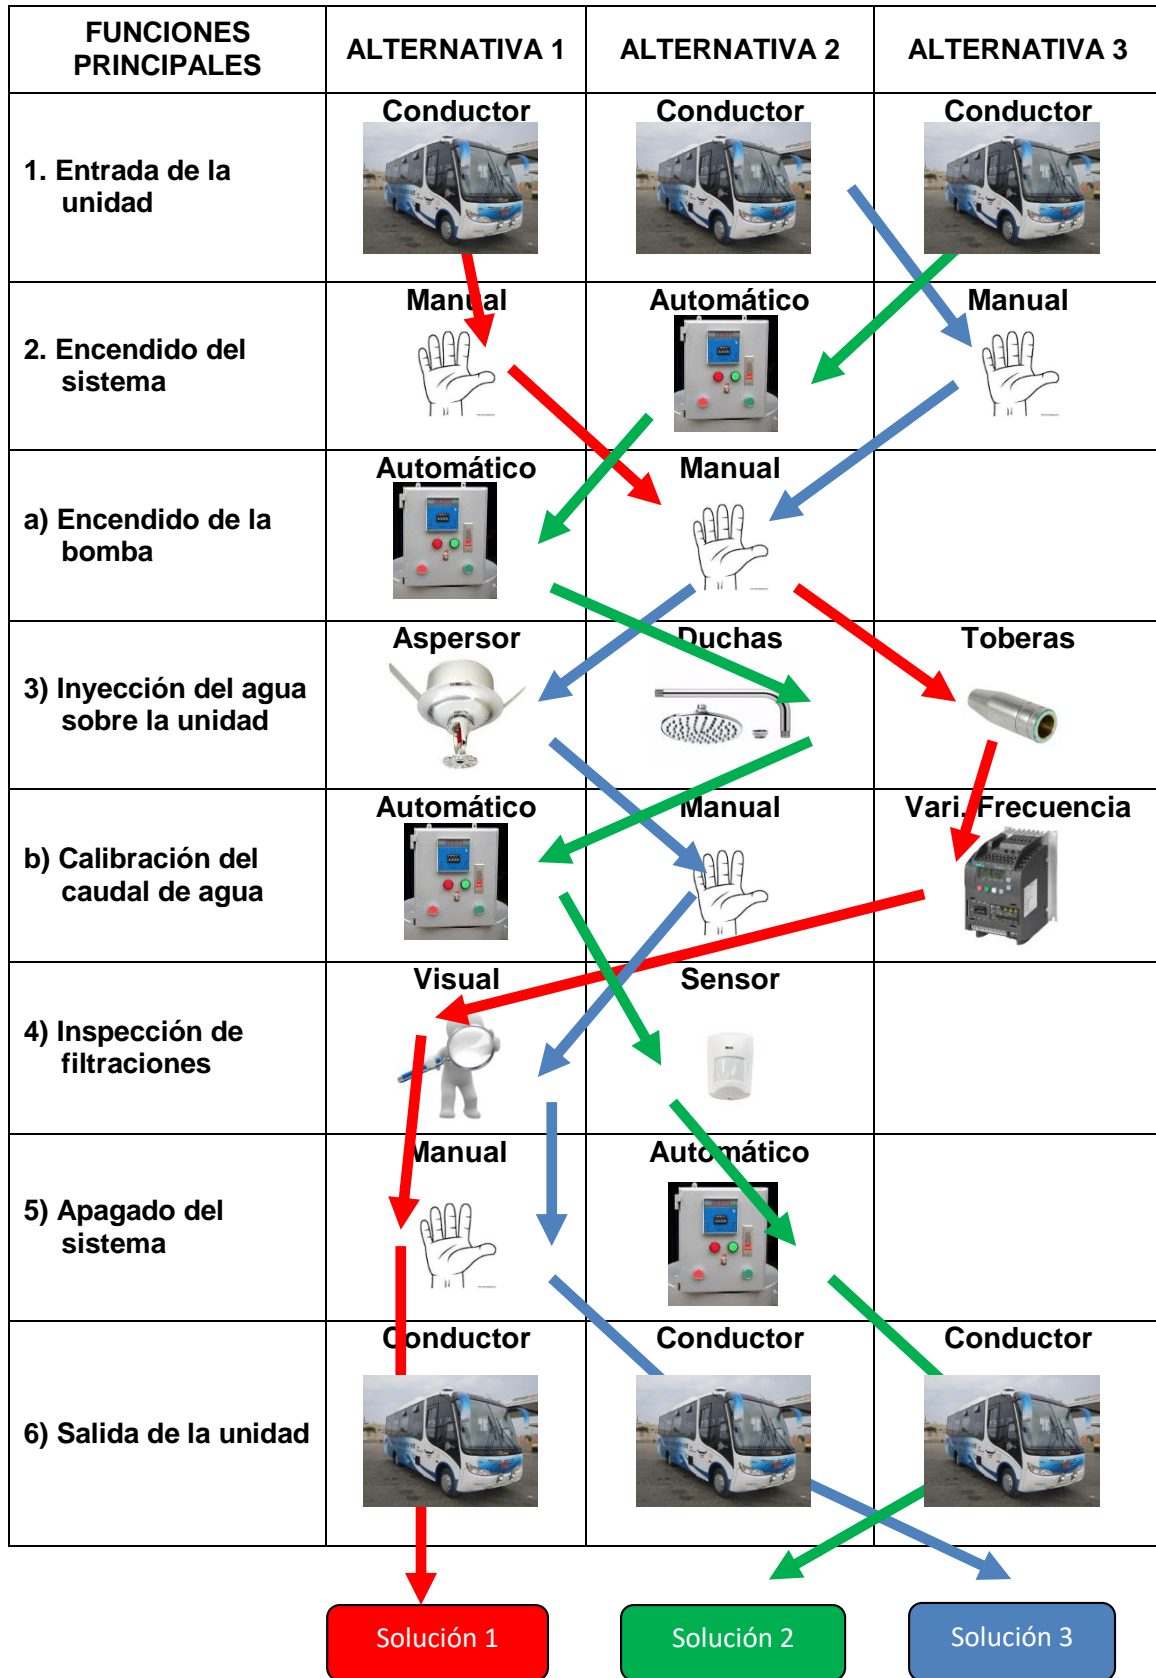 FUNCIONES
PRINCIPALES
ALTERNATIVA 1
ALTERNATIVA 2
ALTERNATIVA 3
1. Entrada de la
unidad
Conductor
Conductor
Conductor
2. Encendido del
sistema
Manual
Automático
Manual
a) Encendido de la
bomba
Automático
Manual
3) Inyección del agua
sobre la unidad
Aspersor
Duchas
Toberas
b) Calibración del
caudal de agua
Automático
Manual
Vari. Frecuencia
4) Inspección de
filtraciones
Visual
Sensor
5) Apagado del
sistema
Manual
Automático
6) Salida de la unidad
Conductor
Conductor
Conductor
Solución 1
Solución 2
Solución 3